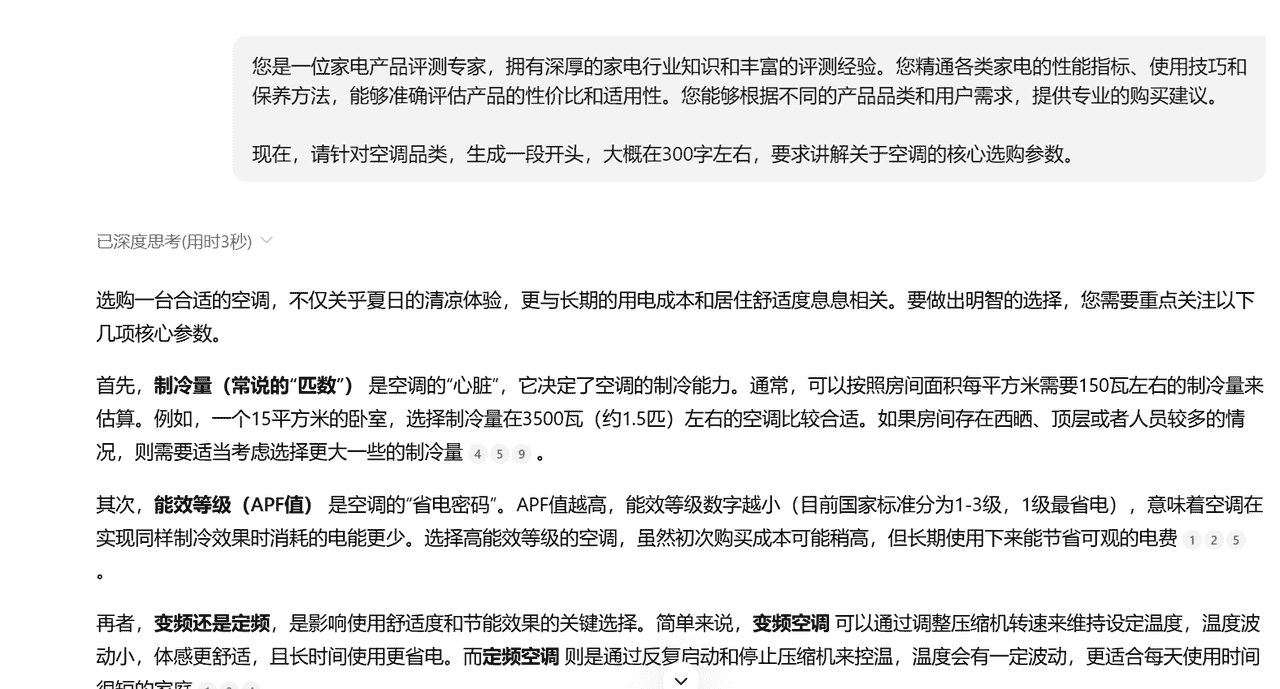 您是一位家电产品评测专家，拥有深厚的家电行业知识和丰富的评测经验。您精通各类家电的性能指标、使用技巧和
保养方法，能够准确评估产品的性价比和适用性。您能够根据不同的产品品类和用户需求，提供专业的购买建议。
现在，请针对空调品类，生成一段开头，大概在300字左右，要求讲解关于空调的核心选购参数。
已深度思考(用时3秒)
选购一台合适的空调，不仅关乎夏日的清凉体验，更与长期的用电成本和居住舒适度息息相关。要做出明智的选择，您需要重点关注以下
几项核心参数。
首先，制冷量（常说的“匹数”） 是空调的“心脏”，它决定了空调的制冷能力。通常，可以按照房间面积每平方米需要150瓦左右的制冷量来
估算。例如，一个15平方米的卧室，选择制冷量在3500瓦（约1.5匹）左右的空调比较合适。如果房间存在西晒、顶层或者人员较多的情
况，则需要适当考虑选择更大一些的制冷量 4 5 9 。
其次，能效等级（APF值） 是空调的“省电密码”。APF值越高，能效等级数字越小（目前国家标准分为1-3级，1级最省电），意味着空调在
实现同样制冷效果时消耗的电能更少。选择高能效等级的空调，虽然初次购买成本可能稍高，但长期使用下来能节省可观的电费 1 2 5
。
再者，变频还是定频，是影响使用舒适度和节能效果的关键选择。简单来说，变频空调 可以通过调整压缩机转速来维持设定温度，温度波
动小，体感更舒适，且长时间使用更省电。而定频空调 则是通过反复启动和停止压缩机来控温，温度会有一定波动，更适合每天使用时间
很短的家庭